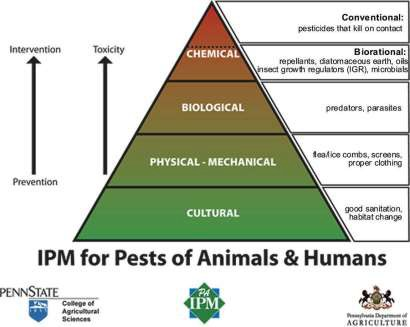 Conventional:
pesticides that kill on contact
Intervention
Toxicity
CHEMICAL
Biorational:
repellants, diatomaceous earth, oils
insect growth regulators (IGR), microbials
BIOLOGICAL
predators, parasites
PHYSICAL - MECHANICAL
flea/lice combs, screens,
proper clothing
Prevention
CULTURAL
good sanitation,
habitat change
IPM for Pests of Animals & Humans
PENNSTATE
College of
Agricultural
Sciences
PA
IPM
Pennsylvania Department of
AGRICULTURE